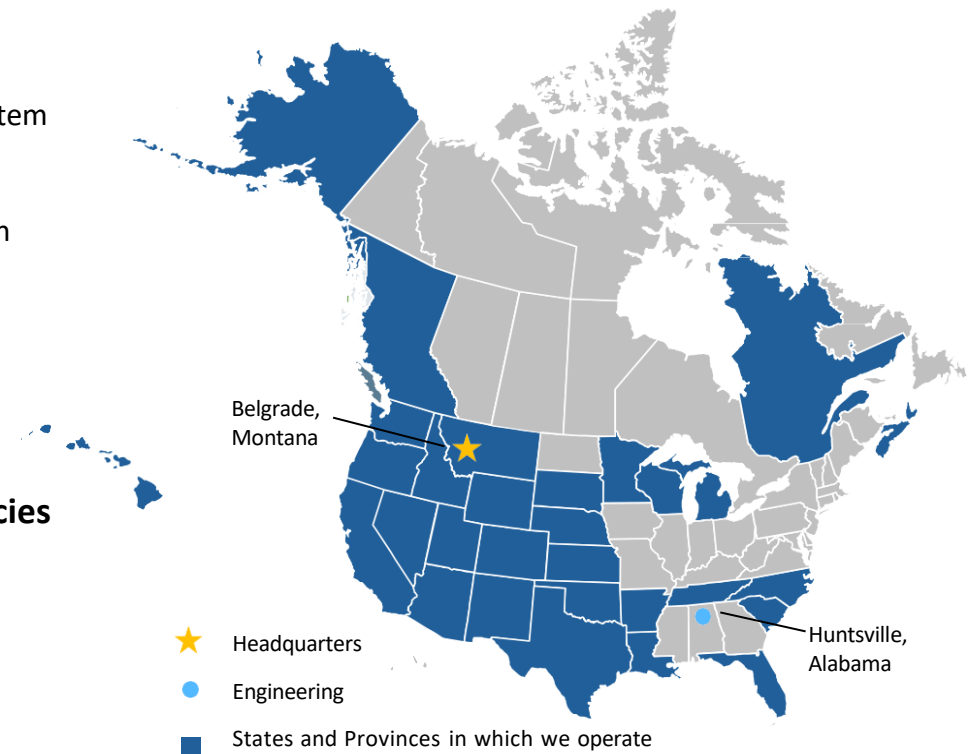 tem
n
cies
Belgrade,
Montana
Huntsville,
Alabama
Headquarters
Engineering
States and Provinces in which we operate